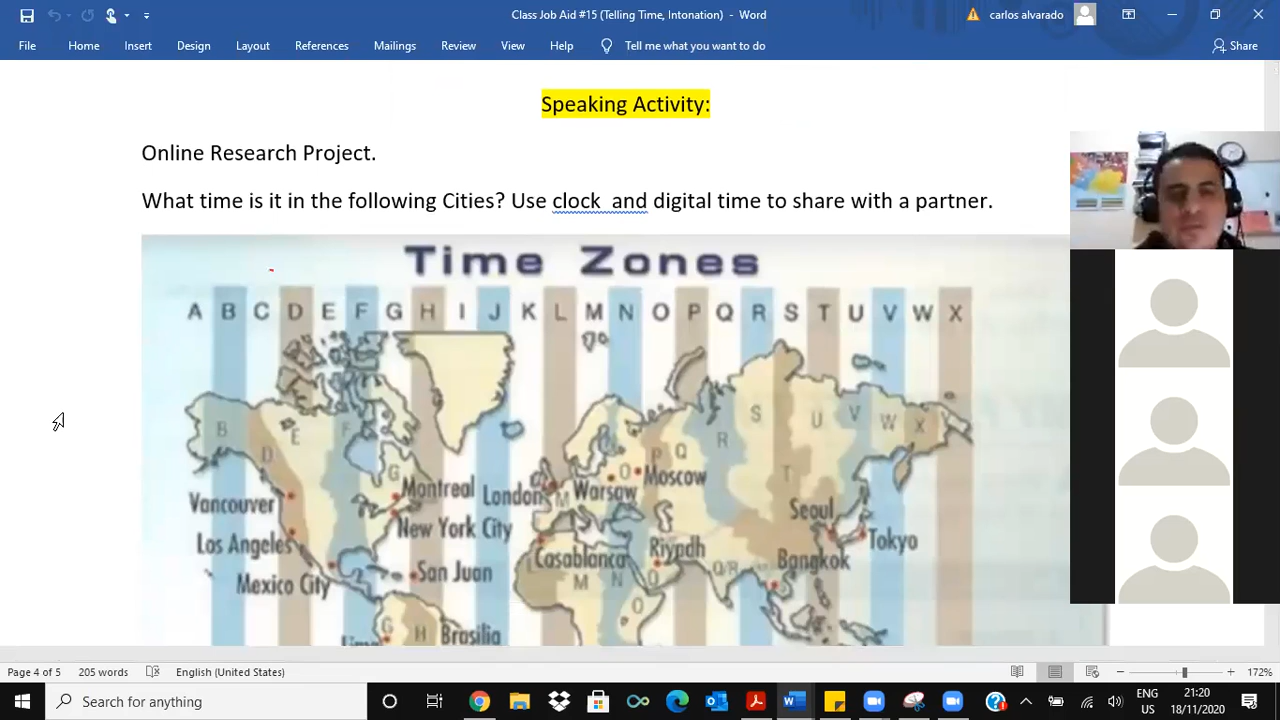 Class Job Aid #15 (Telling Time, Intonation) - Word
carlos alvarado
File Home Insert Design Layout References Mailings Review View Help Tell me what you want to do Share
Speaking Activity:
Online Research Project.
What time is it in the following Cities? Use clock and digital time to share with a partner.
Time Zones
A B C D E F G H I J K L M N O P Q R S T U V W X
B D E F G
M N O P Q R S T U V W X
Vancouver
Montreal
London
Warsaw
Moscow
Los Angeles
New York City
Seoul
Tokyo
Mexico City
San Juan
Casablanca
Riyadh
Bangkok
M N O Q/R
O
G H Brasilia
Page 4 of 5 205 words English (United States) 172%
Search for anything
ENG
US
21:20
18/11/2020